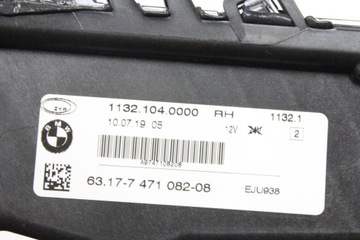 1132.104.0000 RH 1132.1
10.07.19 05 12V 2
BMW
63.17-7 471 082-08 EJU938